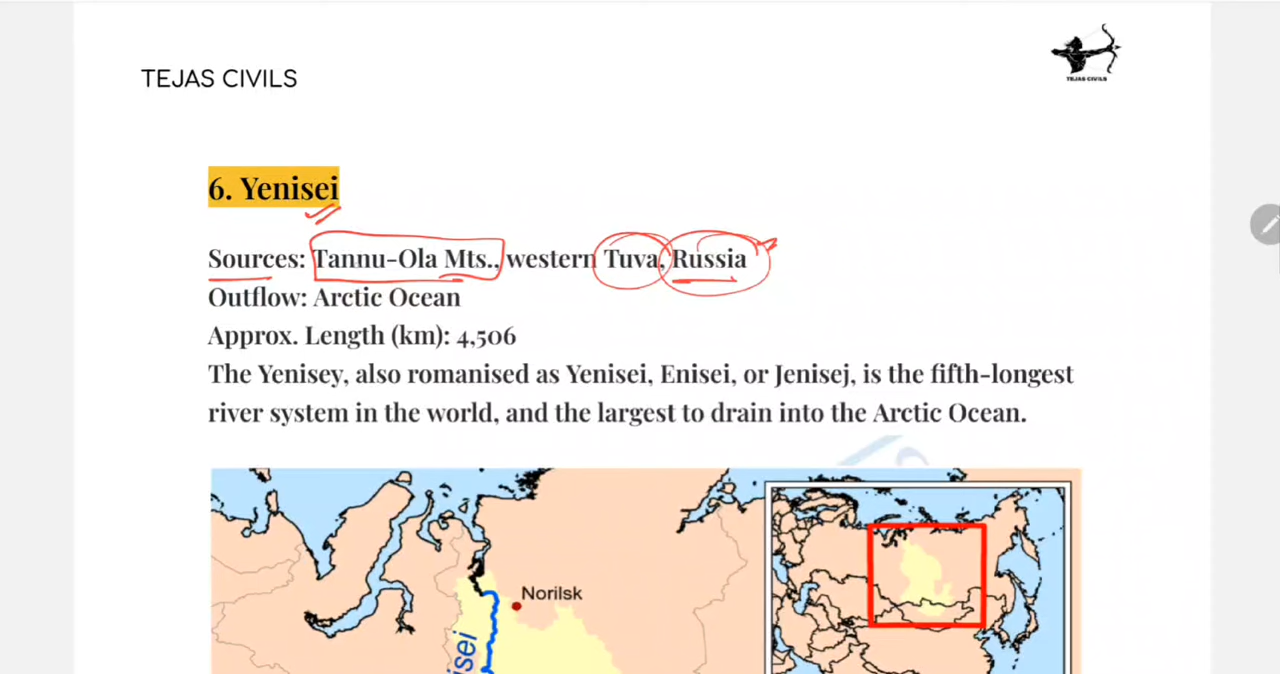 TEJAS CIVILS
TEJAS CIVILS
6. Yenisei
Sources: Tannu-Ola Mts., western Tuva, Russia
Outflow: Arctic Ocean
Approx. Length (km): 4,506
The Yenisey, also romanised as Yenisei, Enisei, or Jenisej, is the fifth-longest
river system in the world, and the largest to drain into the Arctic Ocean.
Norilsk
isei